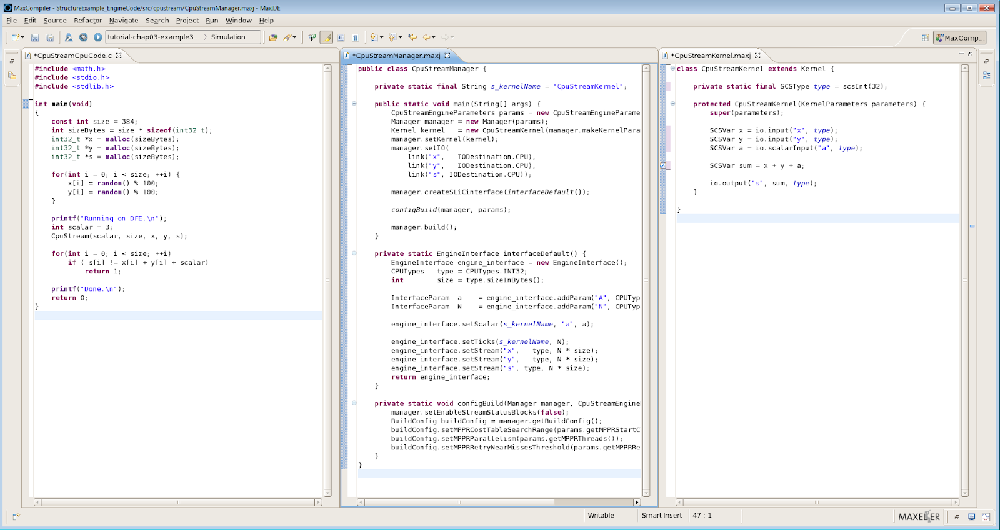 MaxCompiler - StructureExample_EngineCode/src/cpustream/CpuStreamManager.maxj - MaxIDE
File Edit Source Refactor Navigate Search Project Run Window Help
tutorial-chap03-example3... > Simulation
MaxComp...
*CpuStreamCpuCode.c
#include <math.h>
#include <stdio.h>
#include <stdlib.h>
int main(void)
{
const int size = 384;
int sizeBytes = size * sizeof(int32_t);
int32_t *x = malloc(sizeBytes);
int32_t *y = malloc(sizeBytes);
int32_t *s = malloc(sizeBytes);
for(int i = 0; i < size; ++i) {
x[i] = random() % 100;
y[i] = random() % 100;
}
printf("Running on DFE.\n");
int scalar = 3;
CpuStream(scalar, size, x, y, s);
for(int i = 0; i < size; ++i)
if ( s[i] != x[i] + y[i] + scalar)
return 1;
printf("Done.\n");
return 0;
}
*CpuStreamManager.maxj
public class CpuStreamManager {
private static final String s_kernelName = "CpuStreamKernel";
public static void main(String[] args) {
CpuStreamEngineParameters params = new CpuStreamEngineParame
Manager manager = new Manager(params);
Kernel kernel = new CpuStreamKernel(manager.makeKernelPara
manager.setKernel(kernel);
manager.setIO(
link("x", IODestination.CPU),
link("y", IODestination.CPU),
link("s", IODestination.CPU));
manager.createSLiCinterface(interfaceDefault());
configBuild(manager, params);
manager.build();
}
private static EngineInterface interfaceDefault() {
EngineInterface engine_interface = new EngineInterface();
CPUTypes type = CPUTypes.INT32;
int size = type.sizeInBytes();
InterfaceParam a = engine_interface.addParam("A", CPUTyp
InterfaceParam N = engine_interface.addParam("N", CPUTyp
engine_interface.setScalar(s_kernelName, "a", a);
engine_interface.setTicks(s_kernelName, N);
engine_interface.setStream("x", type, N * size);
engine_interface.setStream("y", type, N * size);
engine_interface.setStream("s", type, N * size);
return engine_interface;
}
private static void configBuild(Manager manager, CpuStreamEngine
manager.setEnableStreamStatusBlocks(false);
BuildConfig buildConfig = manager.getBuildConfig();
buildConfig.setMPPRCostTableSearchRange(params.getMPPRStartC
buildConfig.setMPPRParallelism(params.getMPPRThreads());
buildConfig.setMPPRRetryNearMissesThreshold(params.getMPPRRe
}
}
*CpuStreamKernel.maxj
class CpuStreamKernel extends Kernel {
private static final SCSType type = scsInt(32);
protected CpuStreamKernel(KernelParameters parameters) {
super(parameters);
SCSVar x = io.input("x", type);
SCSVar y = io.input("y", type);
SCSVar a = io.scalarInput("a", type);
SCSVar sum = x + y + a;
io.output("s", sum, type);
}
}
Writable Smart Insert 47 : 1
MAXELER